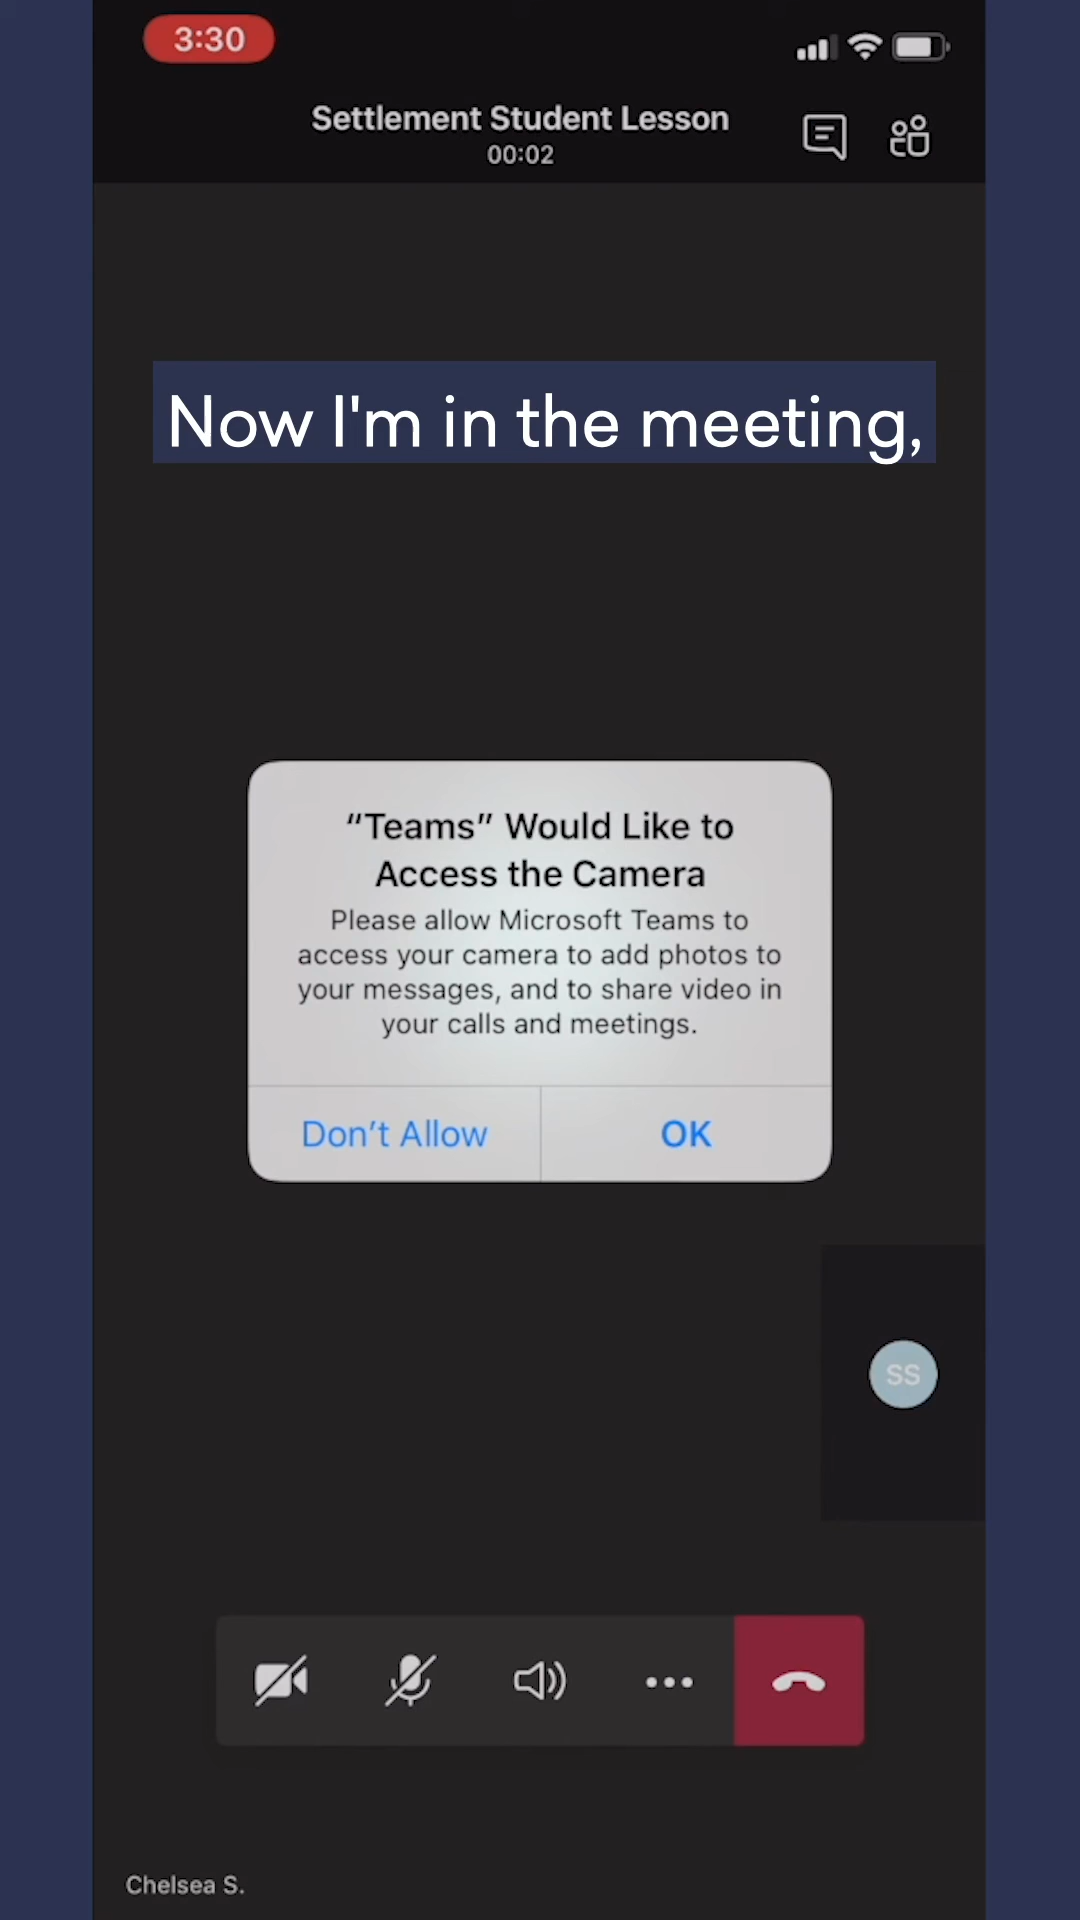 3:30
Settlement Student Lesson
00:02
Now I'm in the meeting,
“Teams” Would Like to
Access the Camera
Please allow Microsoft Teams to
access your camera to add photos to
your messages, and to share video in
your calls and meetings.
Don’t Allow
OK
SS
Chelsea S.